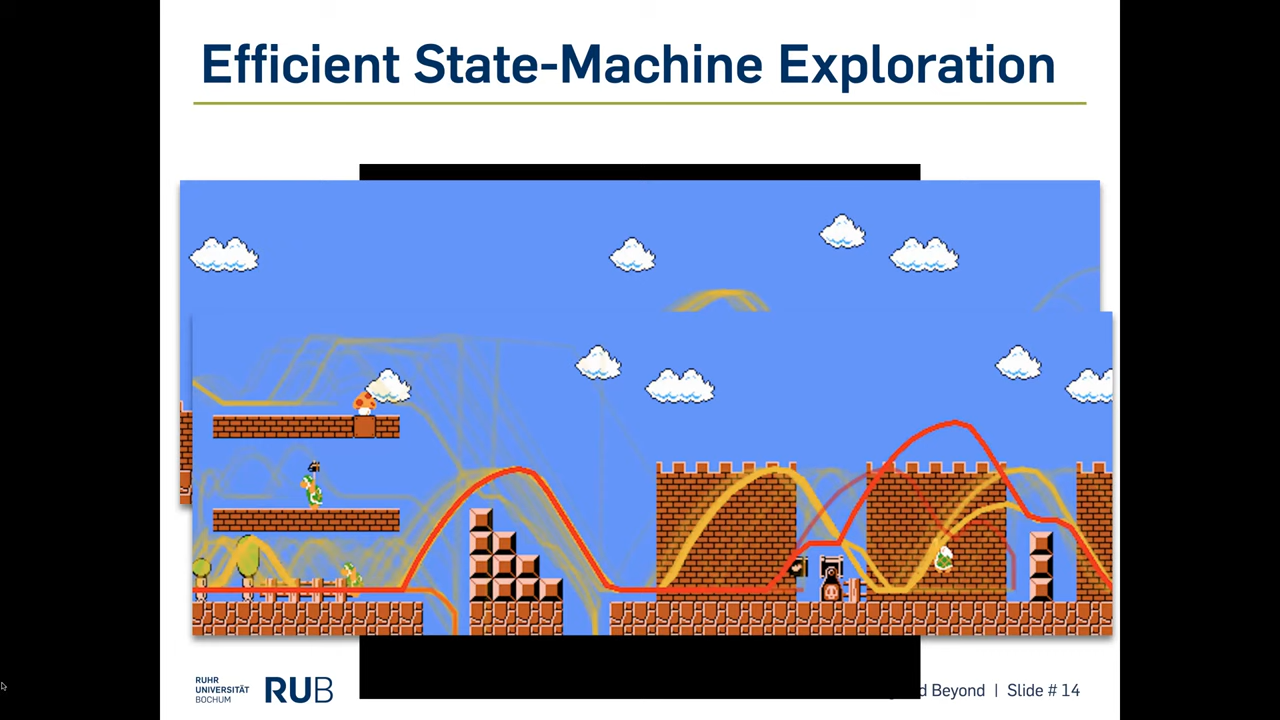 Efficient State-Machine Exploration
RUHR
UNIVERSITÄT
BOCHUM
RUB
Beyond | Slide # 14